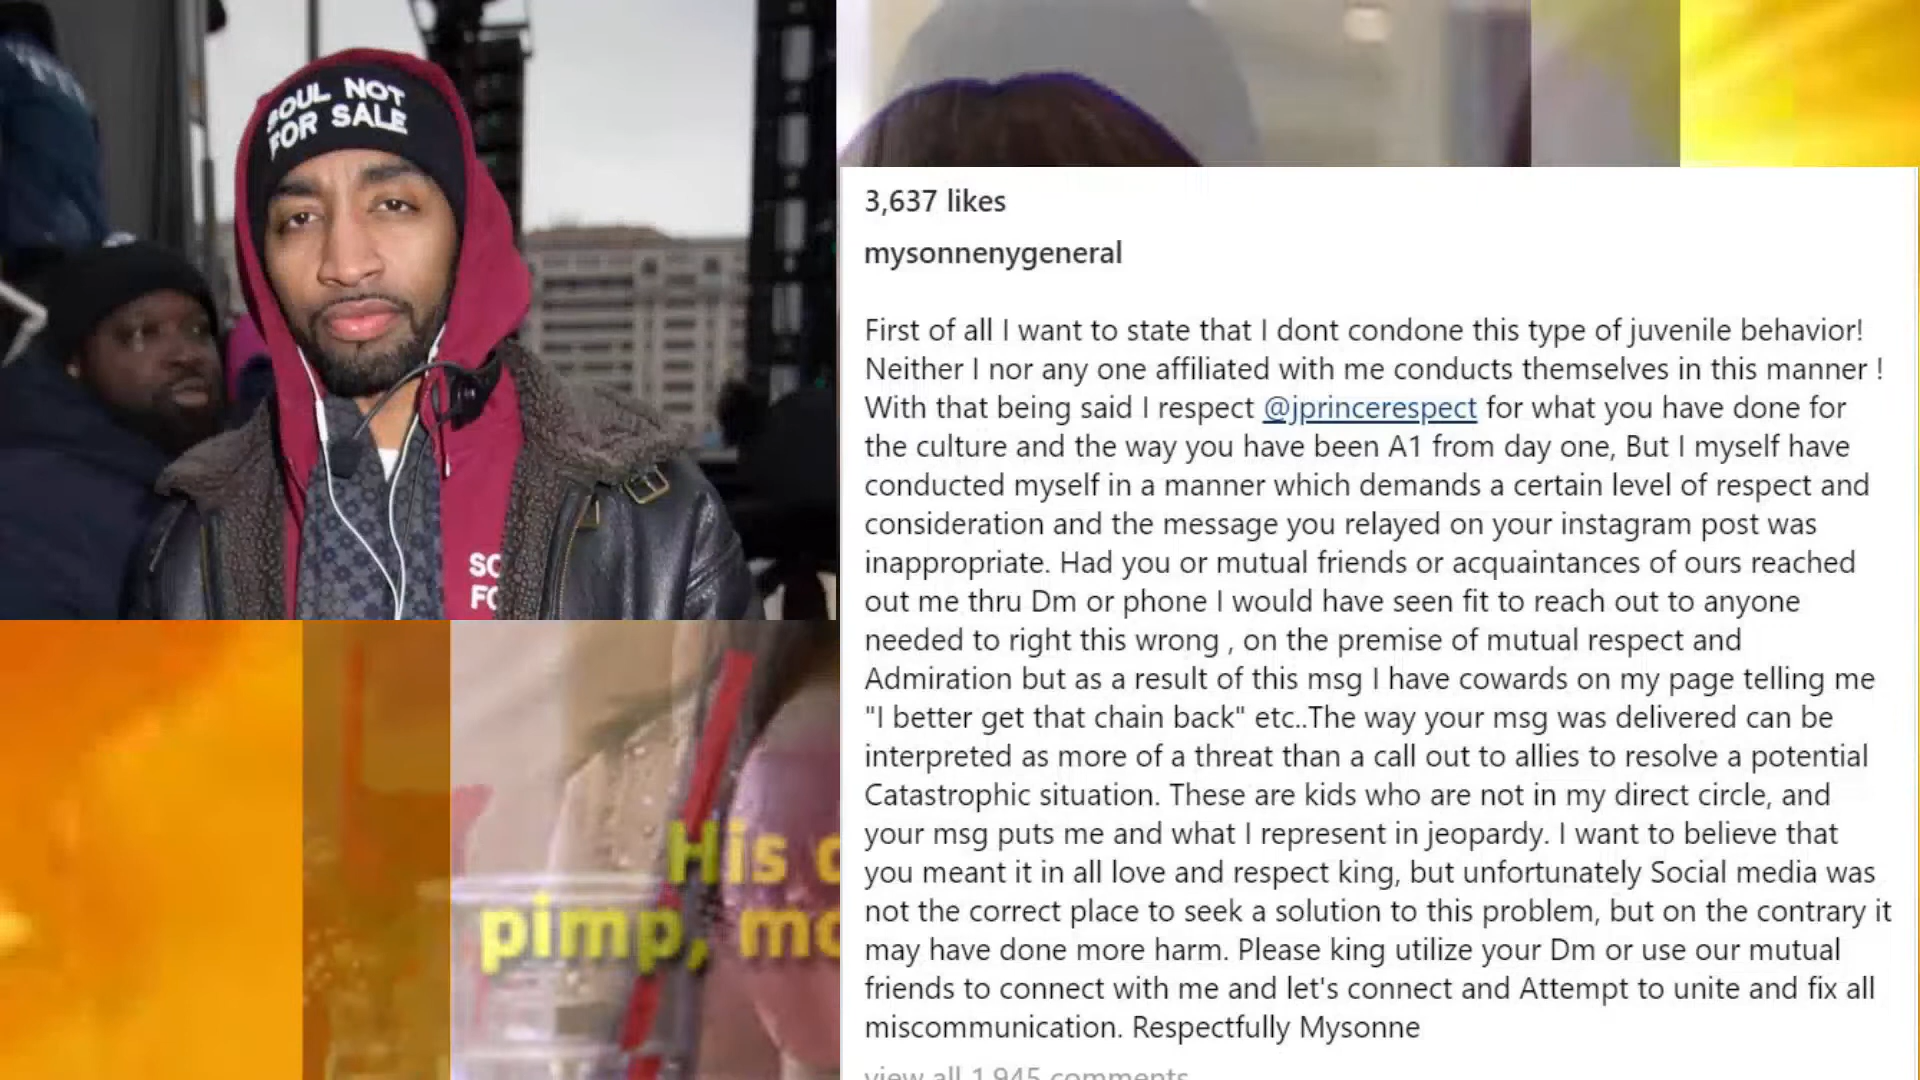 SOUL NOT
FOR SALE
3,637 likes
mysonnenygeneral
First of all I want to state that I dont condone this type of juvenile behavior!
Neither I nor any one affiliated with me conducts themselves in this manner !
With that being said I respect @jprincerespect for what you have done for
the culture and the way you have been A1 from day one, But I myself have
conducted myself in a manner which demands a certain level of respect and
consideration and the message you relayed on your instagram post was
inappropriate. Had you or mutual friends or acquaintances of ours reached
out me thru Dm or phone I would have seen fit to reach out to anyone
needed to right this wrong , on the premise of mutual respect and
Admiration but as a result of this msg I have cowards on my page telling me
"I better get that chain back" etc..The way your msg was delivered can be
interpreted as more of a threat than a call out to allies to resolve a potential
Catastrophic situation. These are kids who are not in my direct circle, and
your msg puts me and what I represent in jeopardy. I want to believe that
you meant it in all love and respect king, but unfortunately Social media was
not the correct place to seek a solution to this problem, but on the contrary it
may have done more harm. Please king utilize your Dm or use our mutual
friends to connect with me and let's connect and Attempt to unite and fix all
miscommunication. Respectfully Mysonne
view all 1,945 comments
SO
FO
His
pimp,